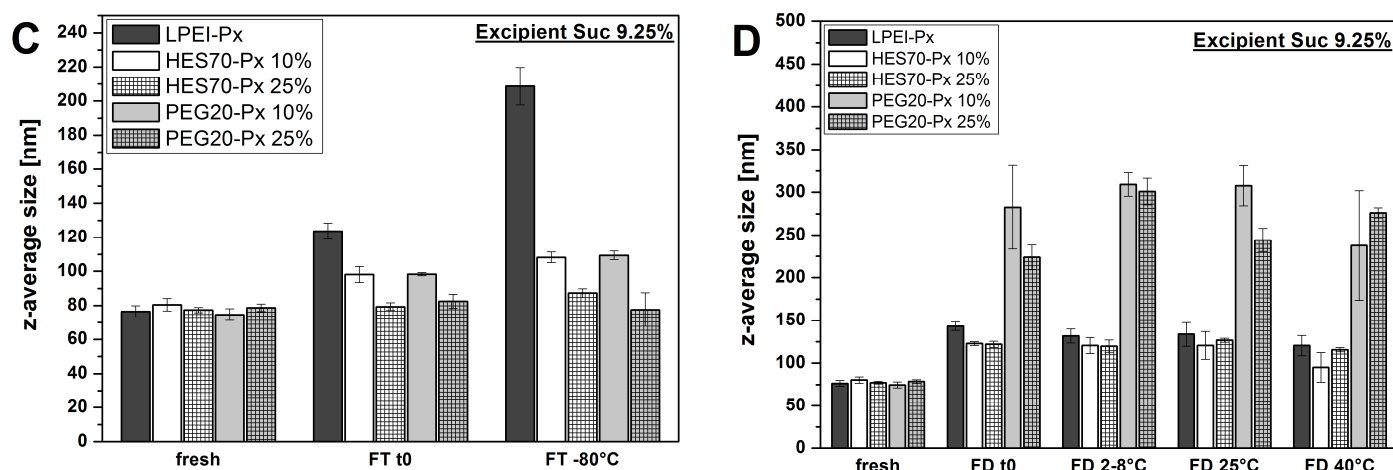 C
Excipient Suc 9.25%
LPEI-Px
HES70-Px 10%
HES70-Px 25%
PEG20-Px 10%
PEG20-Px 25%
z-average size [nm]
240
220
200
180
160
140
120
100
80
60
40
20
0
fresh FT t0 FT -80°C
D
Excipient Suc 9.25%
LPEI-Px
HES70-Px 10%
HES70-Px 25%
PEG20-Px 10%
PEG20-Px 25%
z-average size [nm]
500
450
400
350
300
250
200
150
100
50
0
fresh FD t0 FD 2-8°C FD 25°C FD 40°C